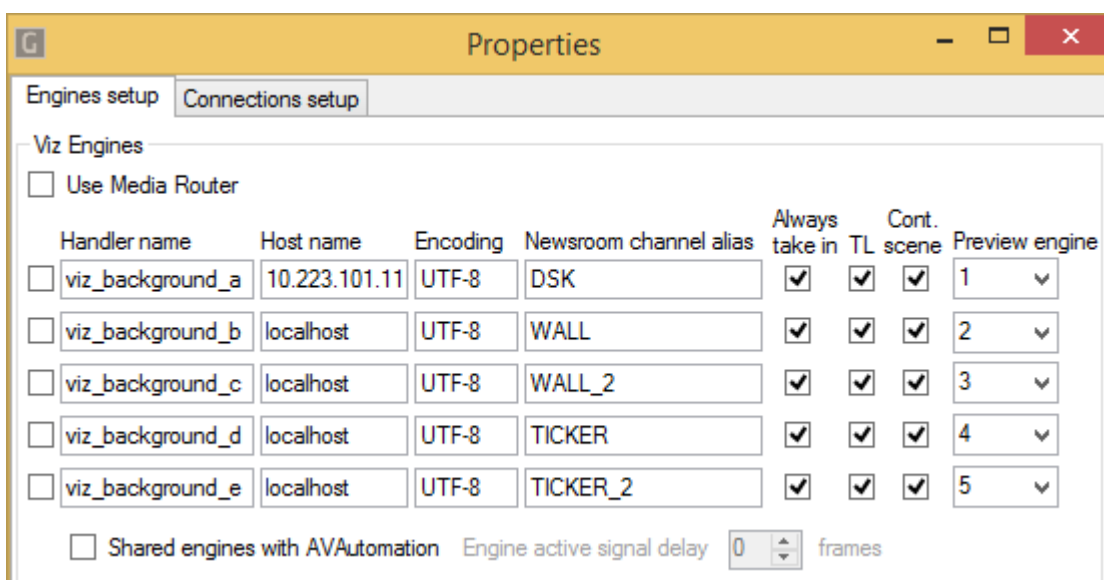 G Properties
Engines setup Connections setup
Viz Engines
Use Media Router
Always Cont.
Handler name Host name Encoding Newsroom channel alias take in TL scene Preview engine
viz_background_a 10.223.101.11 UTF-8 DSK 1
viz_background_b localhost UTF-8 WALL 2
viz_background_c localhost UTF-8 WALL_2 3
viz_background_d localhost UTF-8 TICKER 4
viz_background_e localhost UTF-8 TICKER_2 5
Shared engines with AVAutomation Engine active signal delay 0 frames